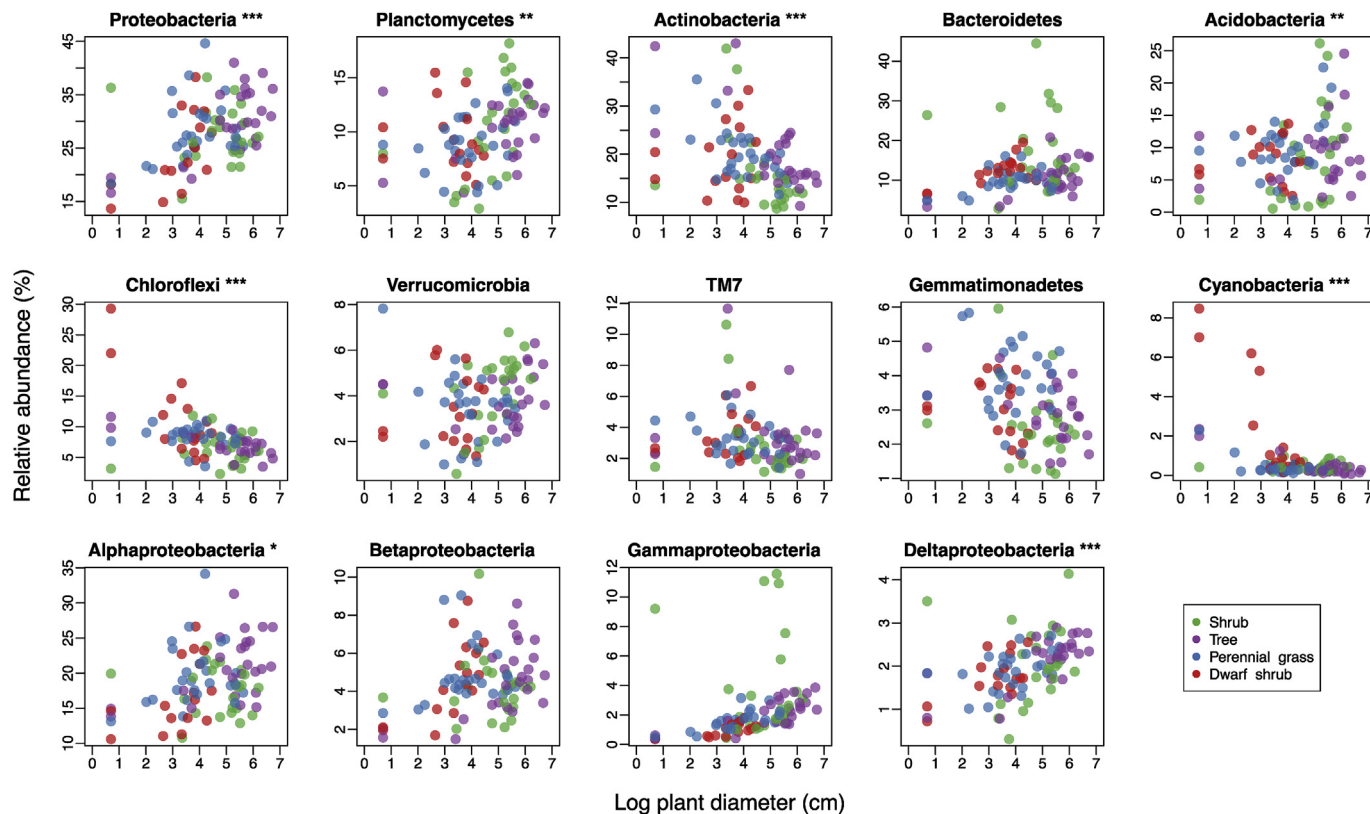 Proteobacteria ***
Planctomycetes **
Actinobacteria ***
Bacteroidetes
Acidobacteria **
45
35
25
15
0 1 2 3 4 5 6 7
15
10
5
0 1 2 3 4 5 6 7
40
30
20
10
0 1 2 3 4 5 6 7
40
30
20
10
0 1 2 3 4 5 6 7
25
20
15
10
5
0
0 1 2 3 4 5 6 7
Relative abundance (%)
Chloroflexi ***
Verrucomicrobia
TM7
Gemmatimonadetes
Cyanobacteria ***
30
25
20
15
10
5
0 1 2 3 4 5 6 7
8
6
4
2
0 1 2 3 4 5 6 7
12
10
8
6
4
2
0 1 2 3 4 5 6 7
6
5
4
3
2
1
0 1 2 3 4 5 6 7
8
6
4
2
0
0 1 2 3 4 5 6 7
Alphaproteobacteria *
Betaproteobacteria
Gammaproteobacteria
Deltaproteobacteria ***
35
30
25
20
15
10
0 1 2 3 4 5 6 7
10
8
6
4
2
0 1 2 3 4 5 6 7
12
10
8
6
4
2
0
0 1 2 3 4 5 6 7
4
3
2
1
0 1 2 3 4 5 6 7
Shrub
Tree
Perennial grass
Dwarf shrub
Log plant diameter (cm)